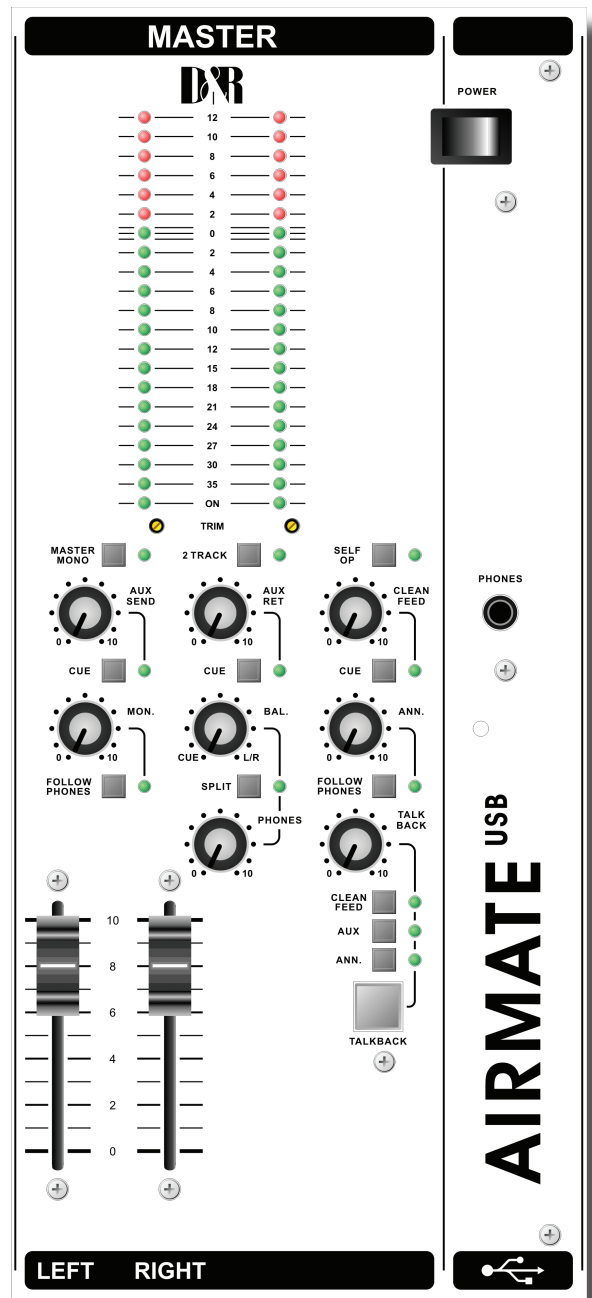 MASTER
D&R
POWER
12
10
8
6
4
2
0
2
4
6
8
10
12
15
18
21
24
27
30
35
ON
TRIM
MASTER
MONO
2 TRACK
SELF
OP
AUX
SEND
0 10
AUX
RET
0 10
CLEAN
FEED
0 10
PHONES
CUE
CUE
CUE
MON.
0 10
BAL.
CUE L/R
ANN.
0 10
FOLLOW
PHONES
SPLIT
FOLLOW
PHONES
PHONES
0 10
TALK
BACK
0 10
CLEAN
FEED
AUX
ANN.
TALKBACK
10
8
6
4
2
0
AIRMATE USB
LEFT RIGHT